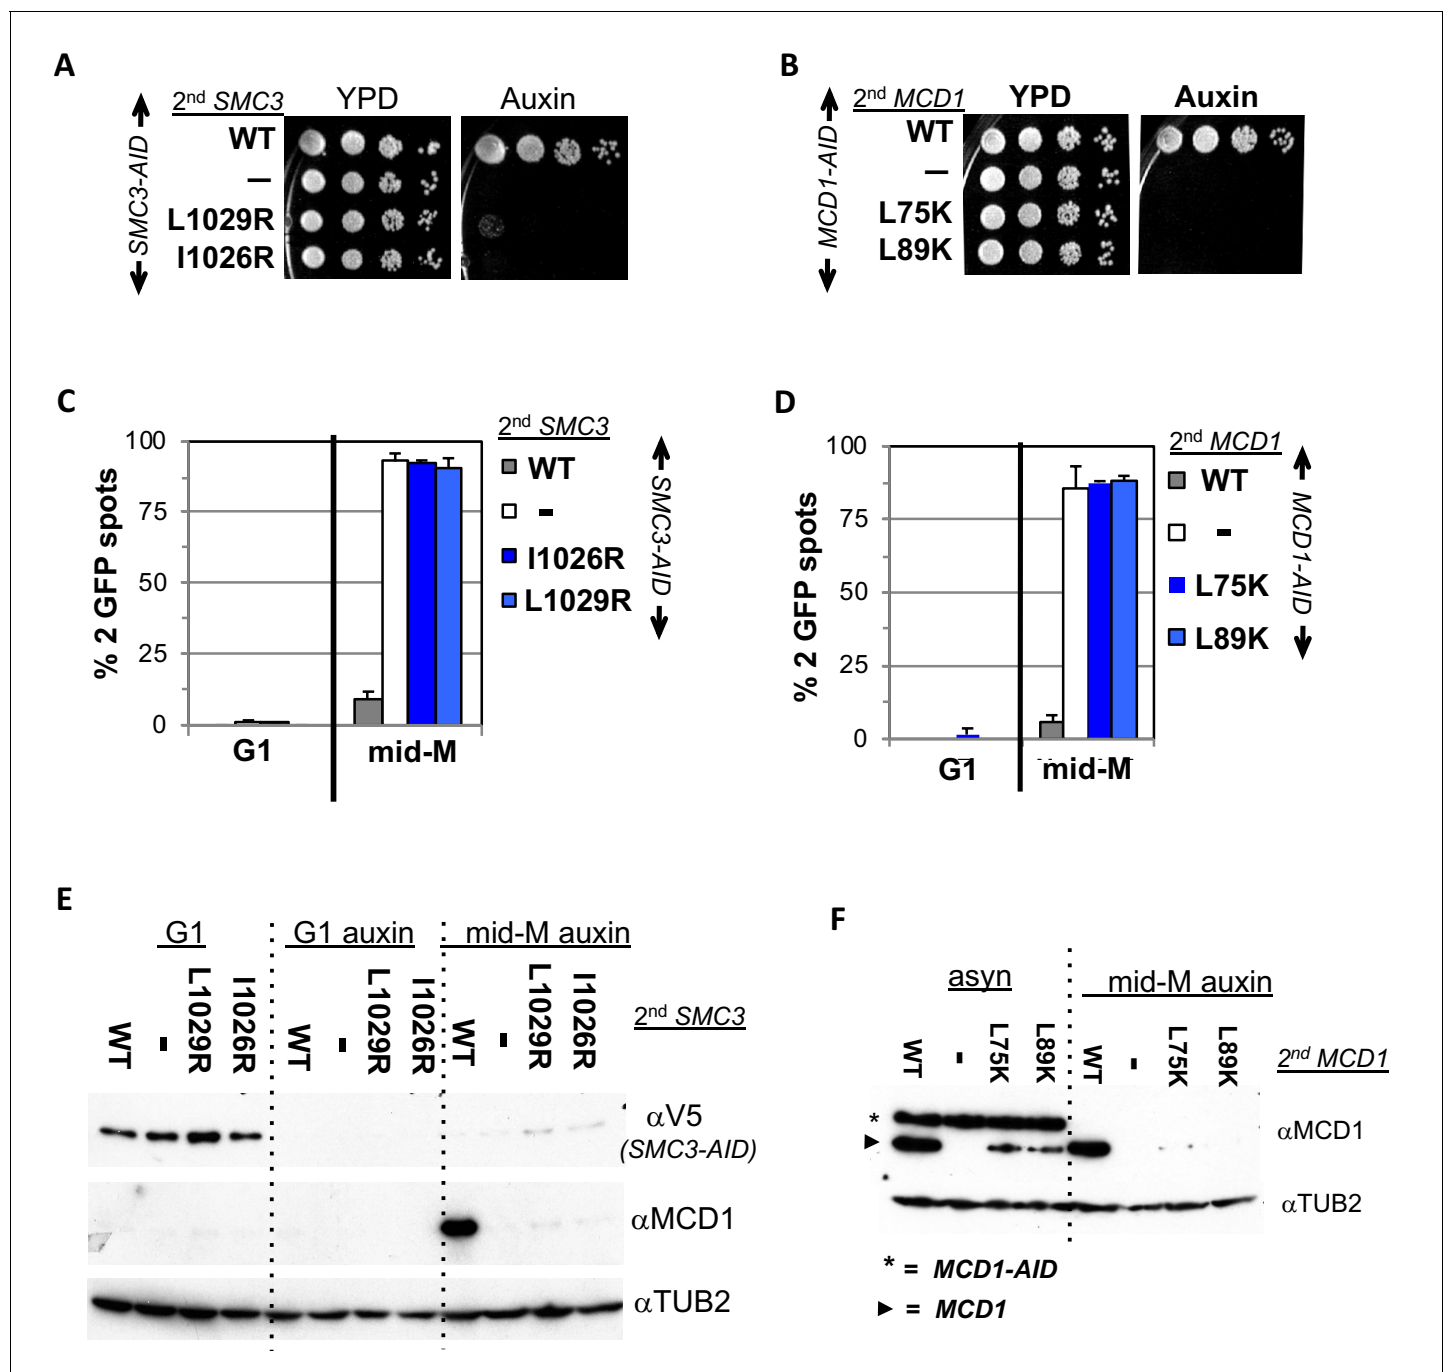 A
2nd SMC3
YPD
Auxin
SMC3-AID
WT
–
L1029R
I1026R
B
2nd MCD1
YPD
Auxin
MCD1-AID
WT
–
L75K
L89K
C
% 2 GFP spots
100
75
50
25
0
G1
mid-M
2nd SMC3
WT
-
I1026R
L1029R
SMC3-AID
D
% 2 GFP spots
100
75
50
25
0
G1
mid-M
2nd MCD1
WT
-
L75K
L89K
MCD1-AID
E
G1
G1 auxin
mid-M auxin
WT - L1029R I1026R WT - L1029R I1026R WT - L1029R I1026R
2nd SMC3
αV5
(SMC3-AID)
αMCD1
αTUB2
F
asyn
mid-M auxin
WT - L75K L89K WT - L75K L89K
2nd MCD1
*
►
αMCD1
αTUB2
* = MCD1-AID
► = MCD1